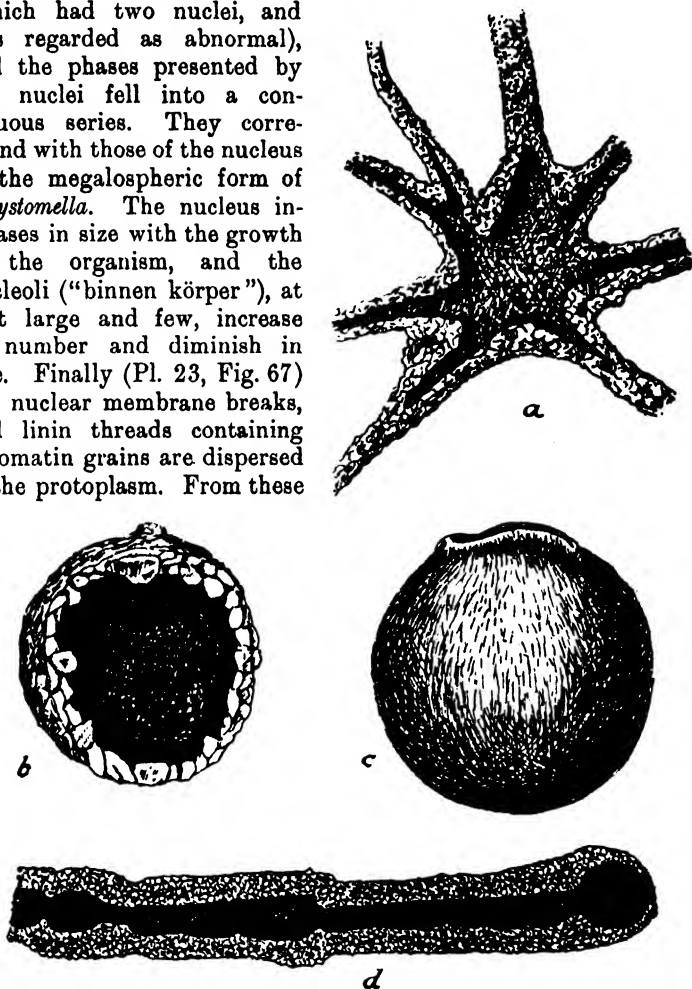 hich had two nuclei, and
s regarded as abnormal),
l the phases presented by
nuclei fell into a con-
uous series. They corre-
nd with those of the nucleus
the megalospheric form of
ystomella. The nucleus in-
ases in size with the growth
the organism, and the
cleoli (“binnen körper”), at
t large and few, increase
number and diminish in
e. Finally (Pl. 23, Fig. 67)
nuclear membrane breaks,
l linin threads containing
omatin grains are dispersed
the protoplasm. From these
a
b
c
d